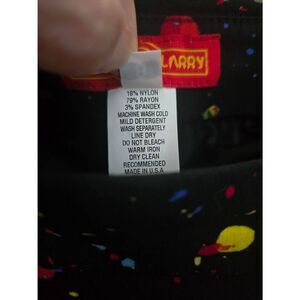 LARRY
18% NYLON
79% RAYON
3% SPANDEX
MACHINE WASH COLD
MILD DETERGENT
WASH SEPARATELY
LINE DRY
DO NOT BLEACH
WARM IRON
DRY CLEAN
RECOMMENDED
MADE IN U.S.A